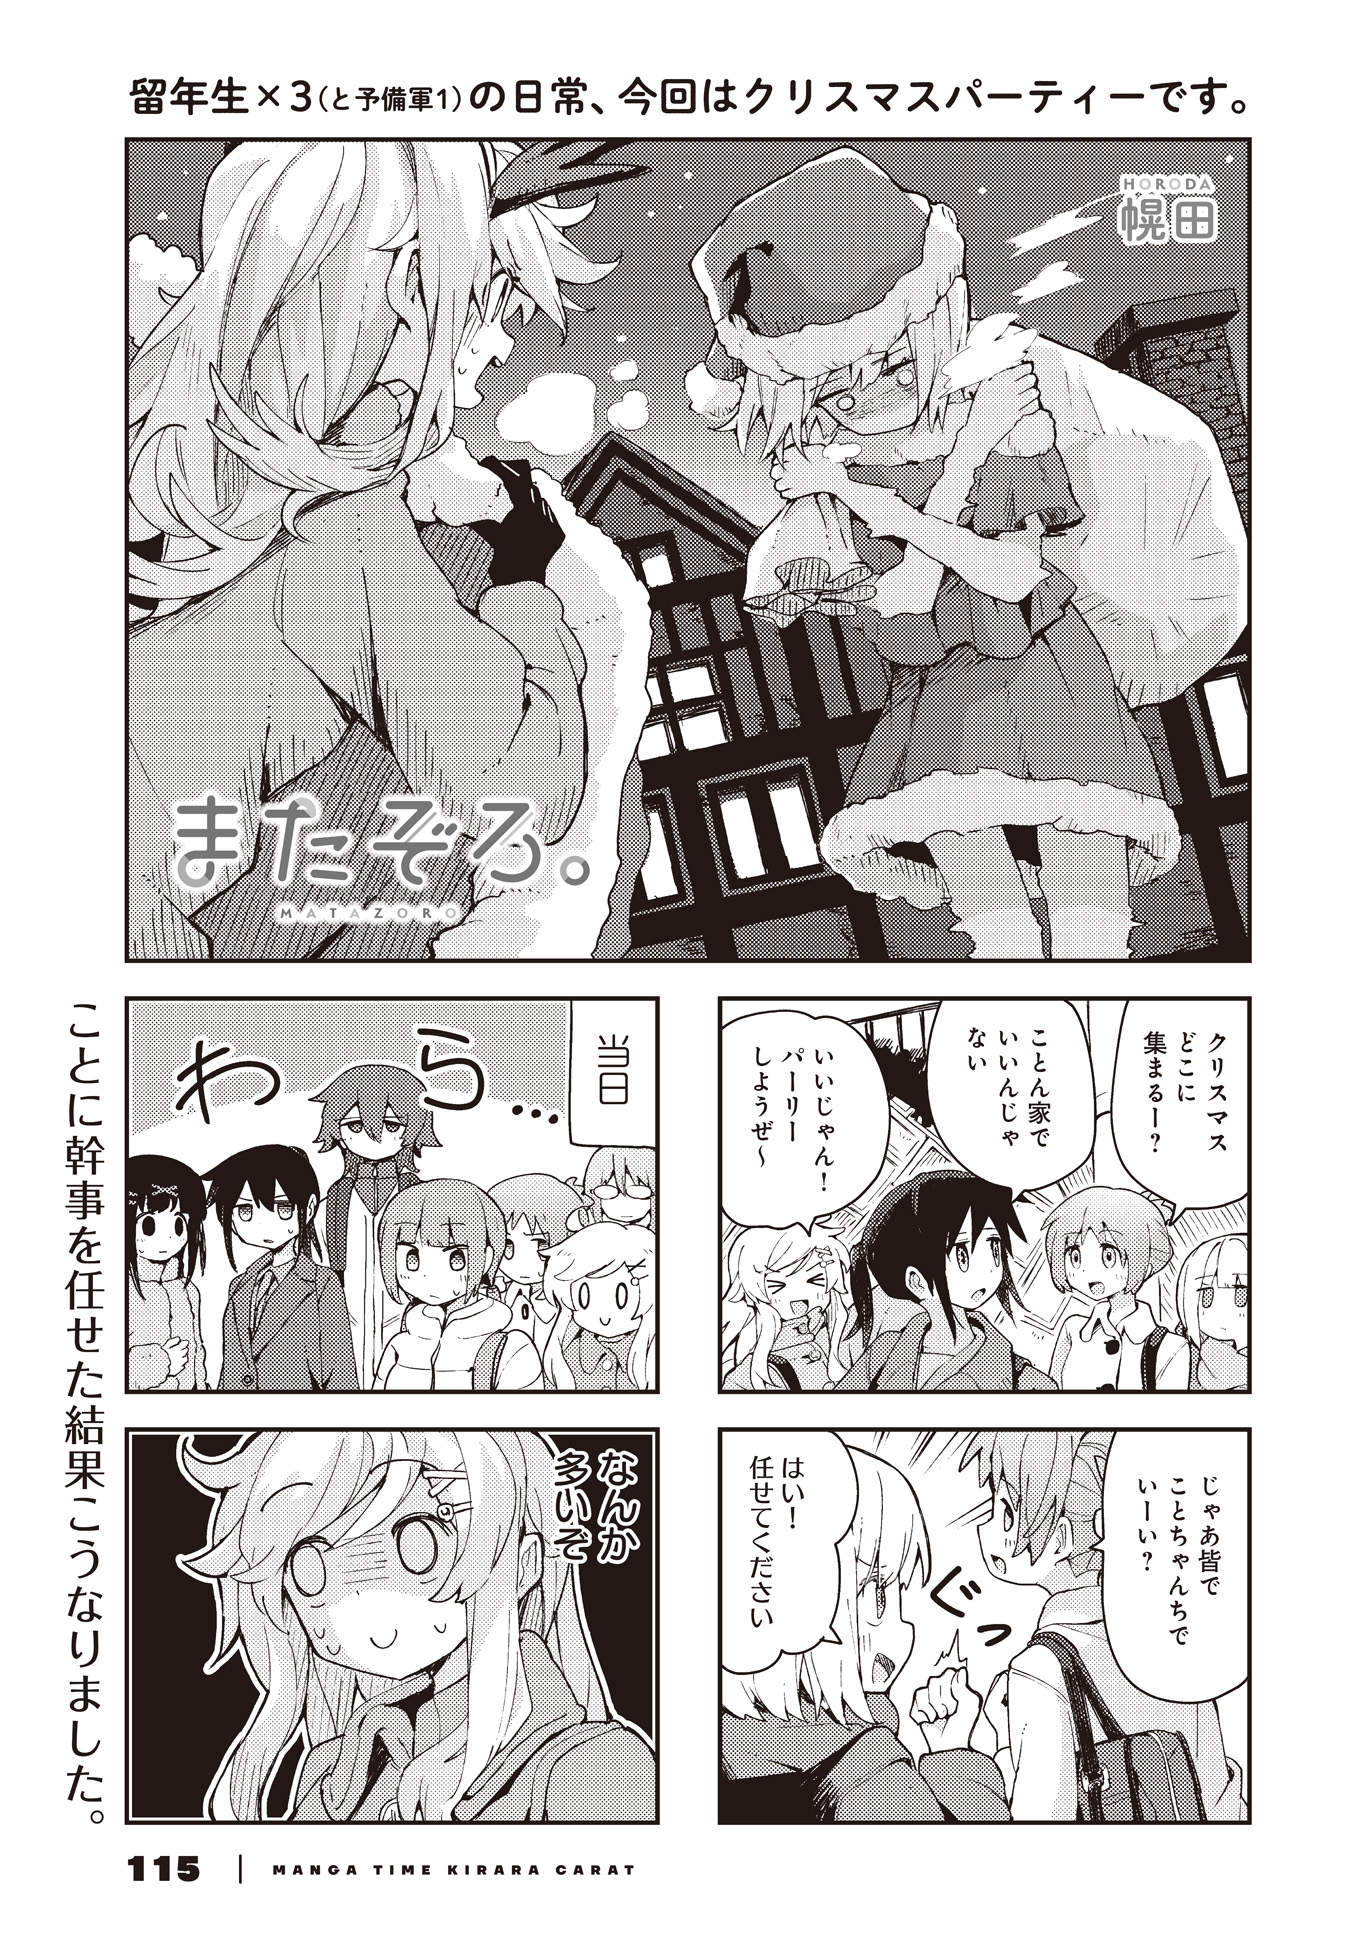 留年生×3（と予備軍1）の日常、今回はクリスマスパーティーです。
HORODA
幌田
またぞろ。
MATAZORO
クリスマス
どこに
集まるー？
ことん家で
いいんじゃ
ない
いいじゃん！
パーリー
しようぜ〜
じゃあ皆で
ことちゃんちで
いーい？
ぐっ
はい！
任せてください
当日
わら…
なんか
多いぞ
ことに幹事を任せた結果こうなりました。
115
MANGA TIME KIRARA CARAT